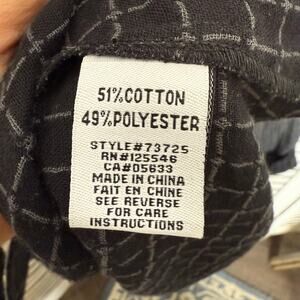 51%COTTON
49%POLYESTER
STYLE#73725
RN#125546
CA#05633
MADE IN CHINA
FAIT EN CHINE
SEE REVERSE
FOR CARE
INSTRUCTIONS